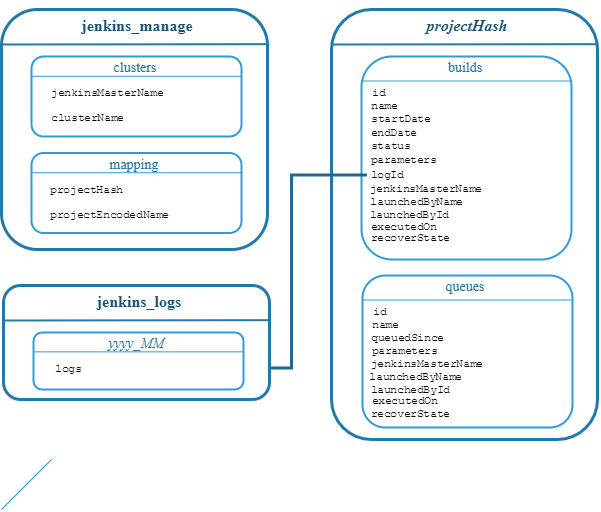 jenkins_manage
clusters
jenkinsMasterName
clusterName
mapping
projectHash
projectEncodedName
jenkins_logs
yyyy_MM
logs
projectHash
builds
id
name
startDate
endDate
status
parameters
logId
jenkinsMasterName
launchedByName
launchedById
executedOn
recoverState
queues
id
name
queuedSince
parameters
jenkinsMasterName
launchedByName
launchedById
executedOn
recoverState